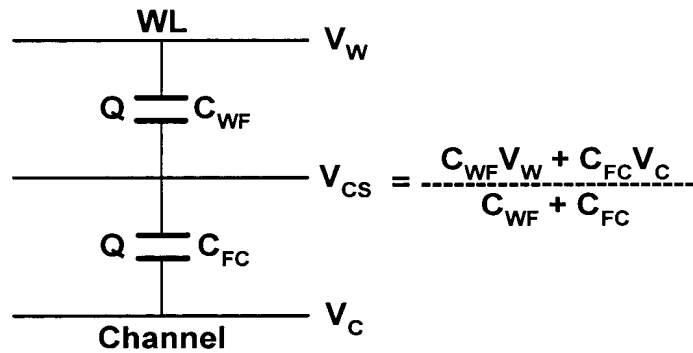 WL
V_W
Q C_WF
V_CS = C_WF V_W + C_FC V_C
C_WF + C_FC
Q C_FC
V_C
Channel